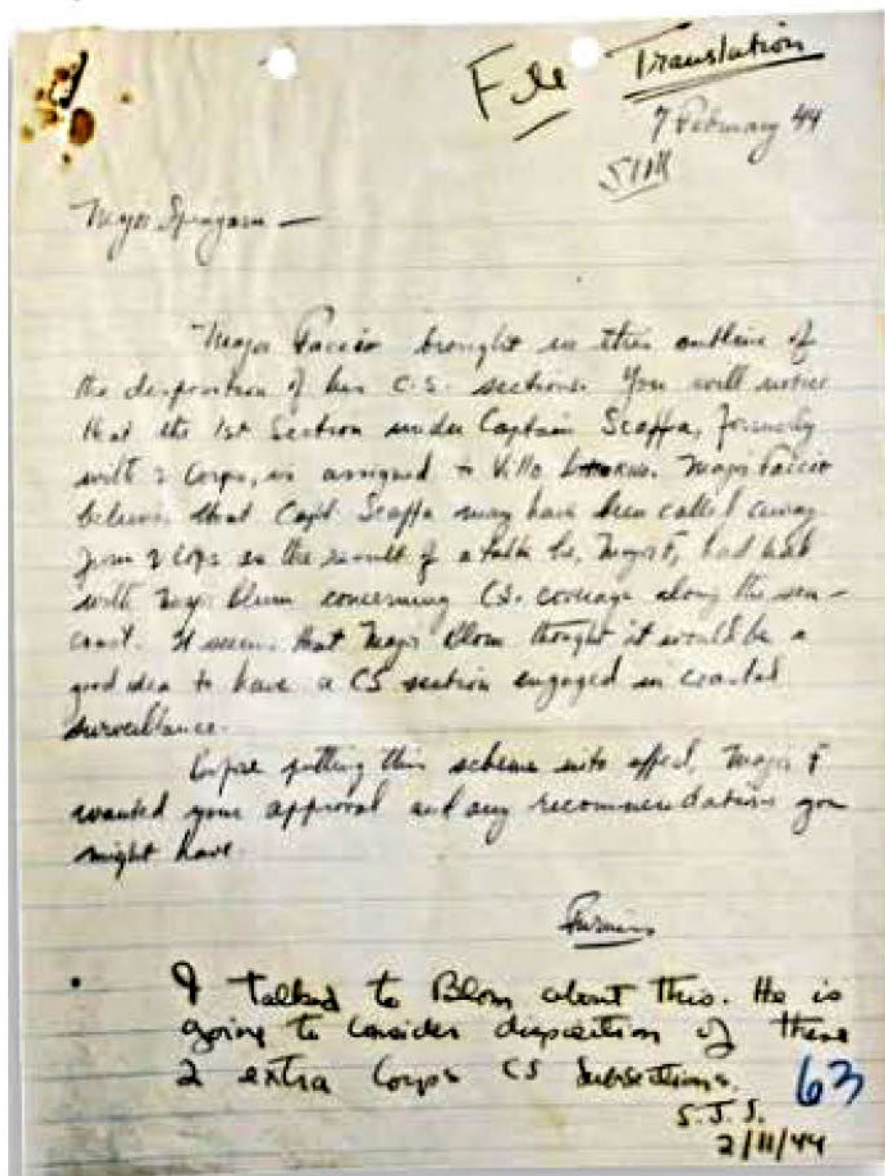 File Translation
7 February 44
SIM
Major Spingarn —
Major Faccio brought in this outline of
the disposition of his C.S. sections. You will notice
that the 1st Section under Captain Scaffa, formerly
with 2 Corps, is assigned to Villa. Major Faccio
believes that Capt. Scaffa may have been called away
from 2 Corps as the result of a talk he, Major F, had had
with Major Blom concerning C.S. coverage along the sea-
coast. It seems that Major Blom thought it would be a
good idea to have a CS section engaged in coastal
surveillance.
Before putting this scheme into effect, Major F
wanted your approval and any recommendations you
might have.
I talked to Blom about this. He is
going to consider disposition of these
2 extra Corps CS Subsections.
63
S.J.S.
2/11/44